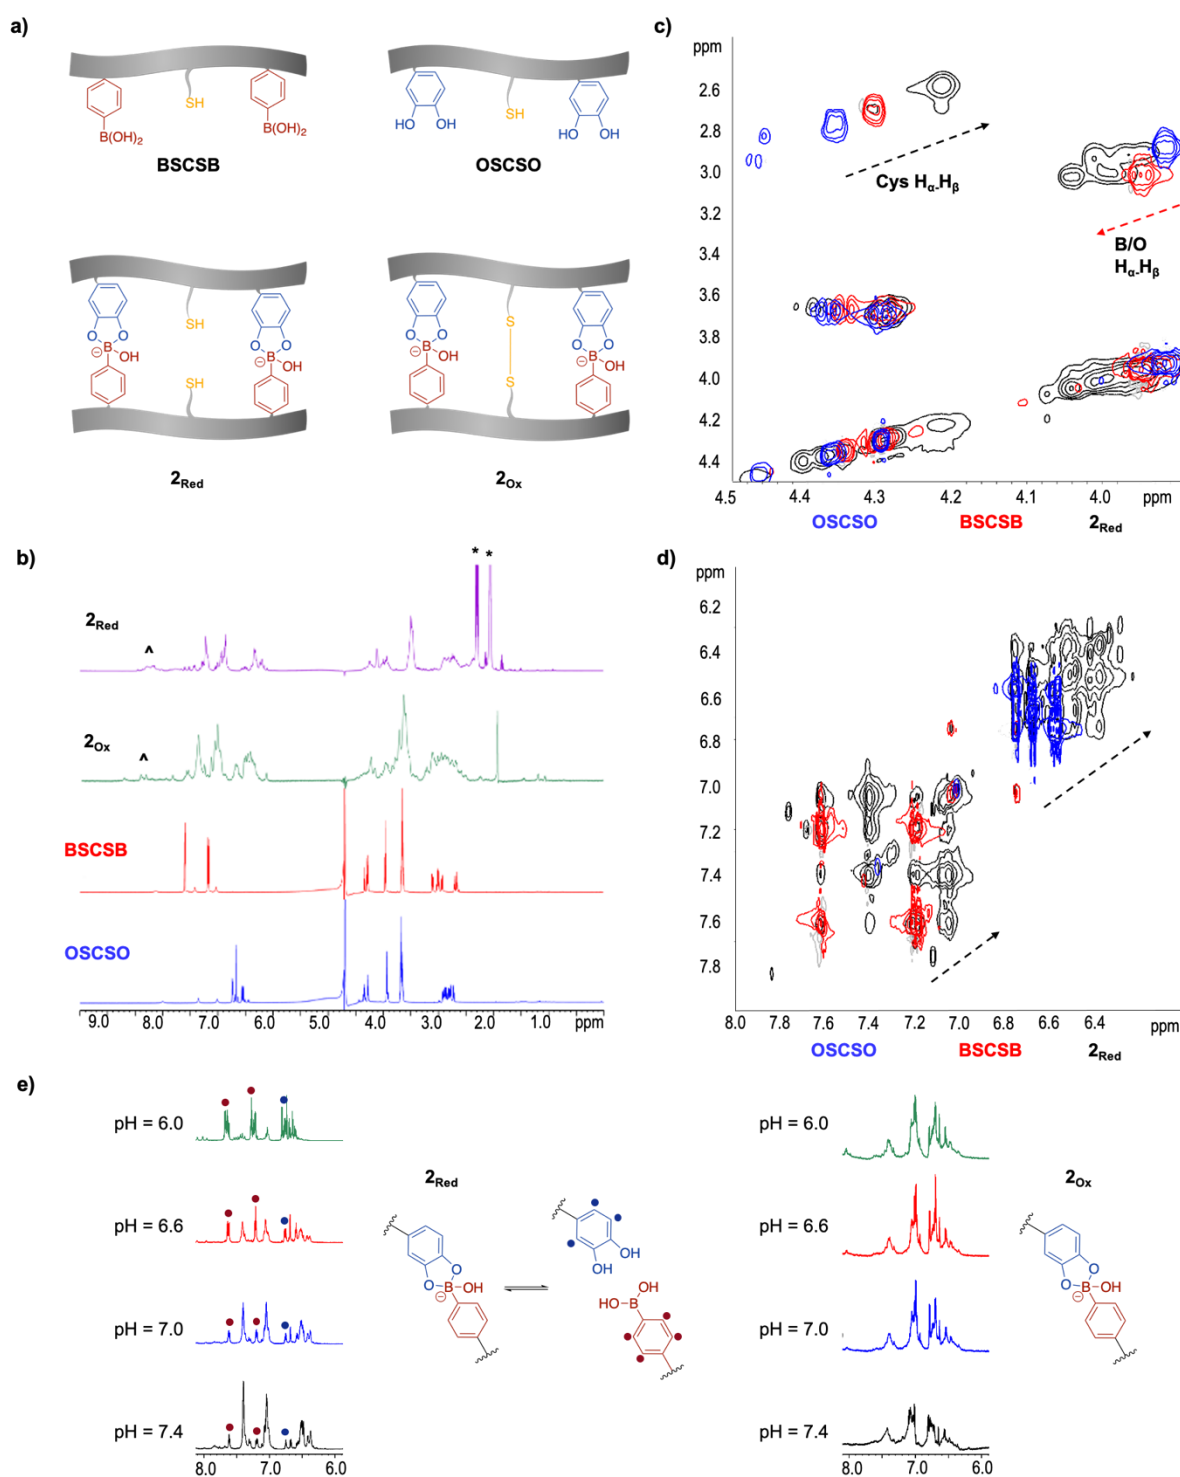 a)
B(OH)2
SH
B(OH)2
BSCSB
HO OH
SH
HO OH
OSCSO
O O
B
⊖ OH
SH
SH
O O
B
⊖ OH
2Red
O O
B
⊖ OH
S
S
O O
B
⊖ OH
2Ox
b)
* *
2Red
^
2Ox
^
BSCSB
OSCSO
9.0 8.0 7.0 6.0 5.0 4.0 3.0 2.0 1.0 ppm
c)
ppm
2.6
2.8
3.0
3.2
3.4
3.6
3.8
4.0
4.2
4.4
Cys Hα-Hβ
B/O
Hα-Hβ
4.5 4.4 4.3 4.2 4.1 4.0 ppm
OSCSO BSCSB 2Red
d)
ppm
6.2
6.4
6.6
6.8
7.0
7.2
7.4
7.6
7.8
8.0 7.8 7.6 7.4 7.2 7.0 6.8 6.6 6.4 ppm
OSCSO BSCSB 2Red
e)
pH = 6.0
pH = 6.6
pH = 7.0
pH = 7.4
8.0 7.0 6.0
2Red
O
O B OH
⊖
OH
HO
OH
HO B
pH = 6.0
pH = 6.6
pH = 7.0
pH = 7.4
8.0 7.0 6.0
2Ox
O
O B OH
⊖